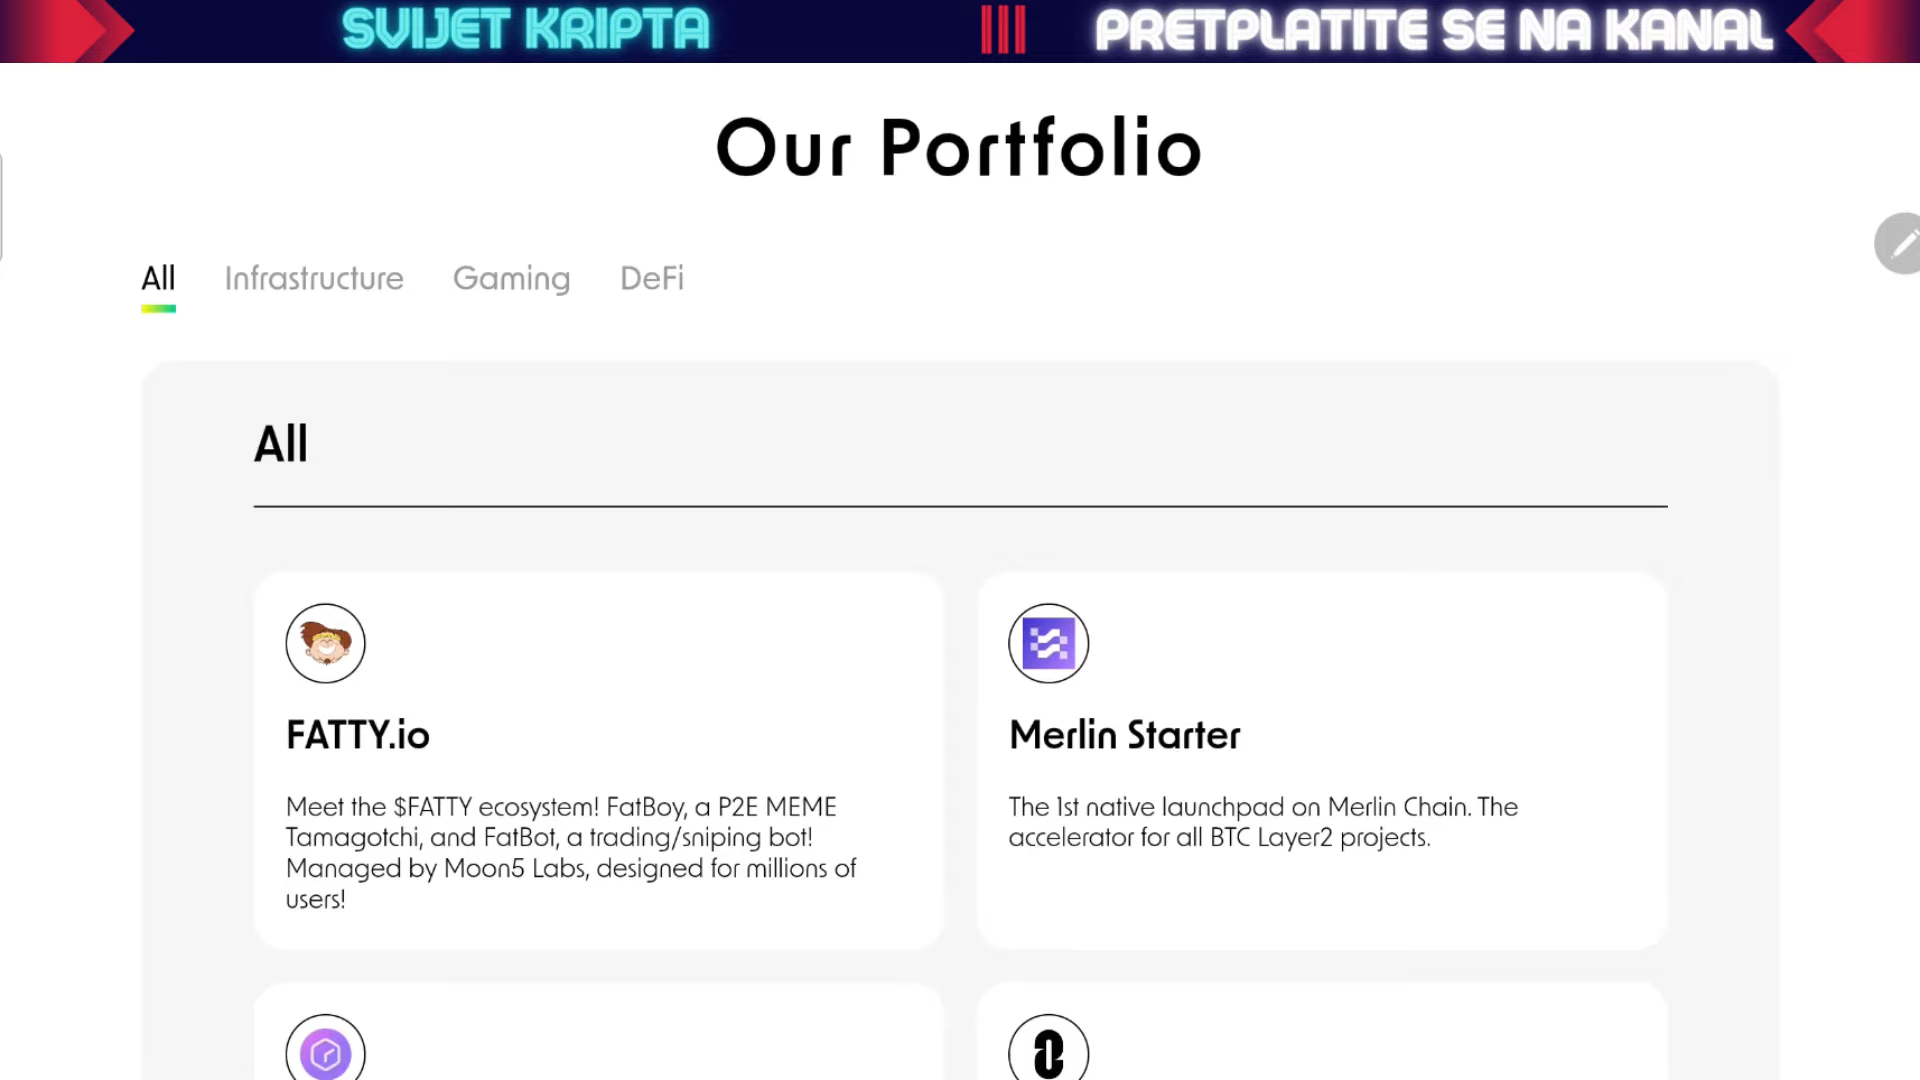 SVIJET KRIPTA
PRETPLATITE SE NA KANAL
Our Portfolio
All
Infrastructure
Gaming
DeFi
All
FATTY.io
Meet the $FATTY ecosystem! FatBoy, a P2E MEME
Tamagotchi, and FatBot, a trading/sniping bot!
Managed by Moon5 Labs, designed for millions of
users!
Merlin Starter
The 1st native launchpad on Merlin Chain. The
accelerator for all BTC Layer2 projects.